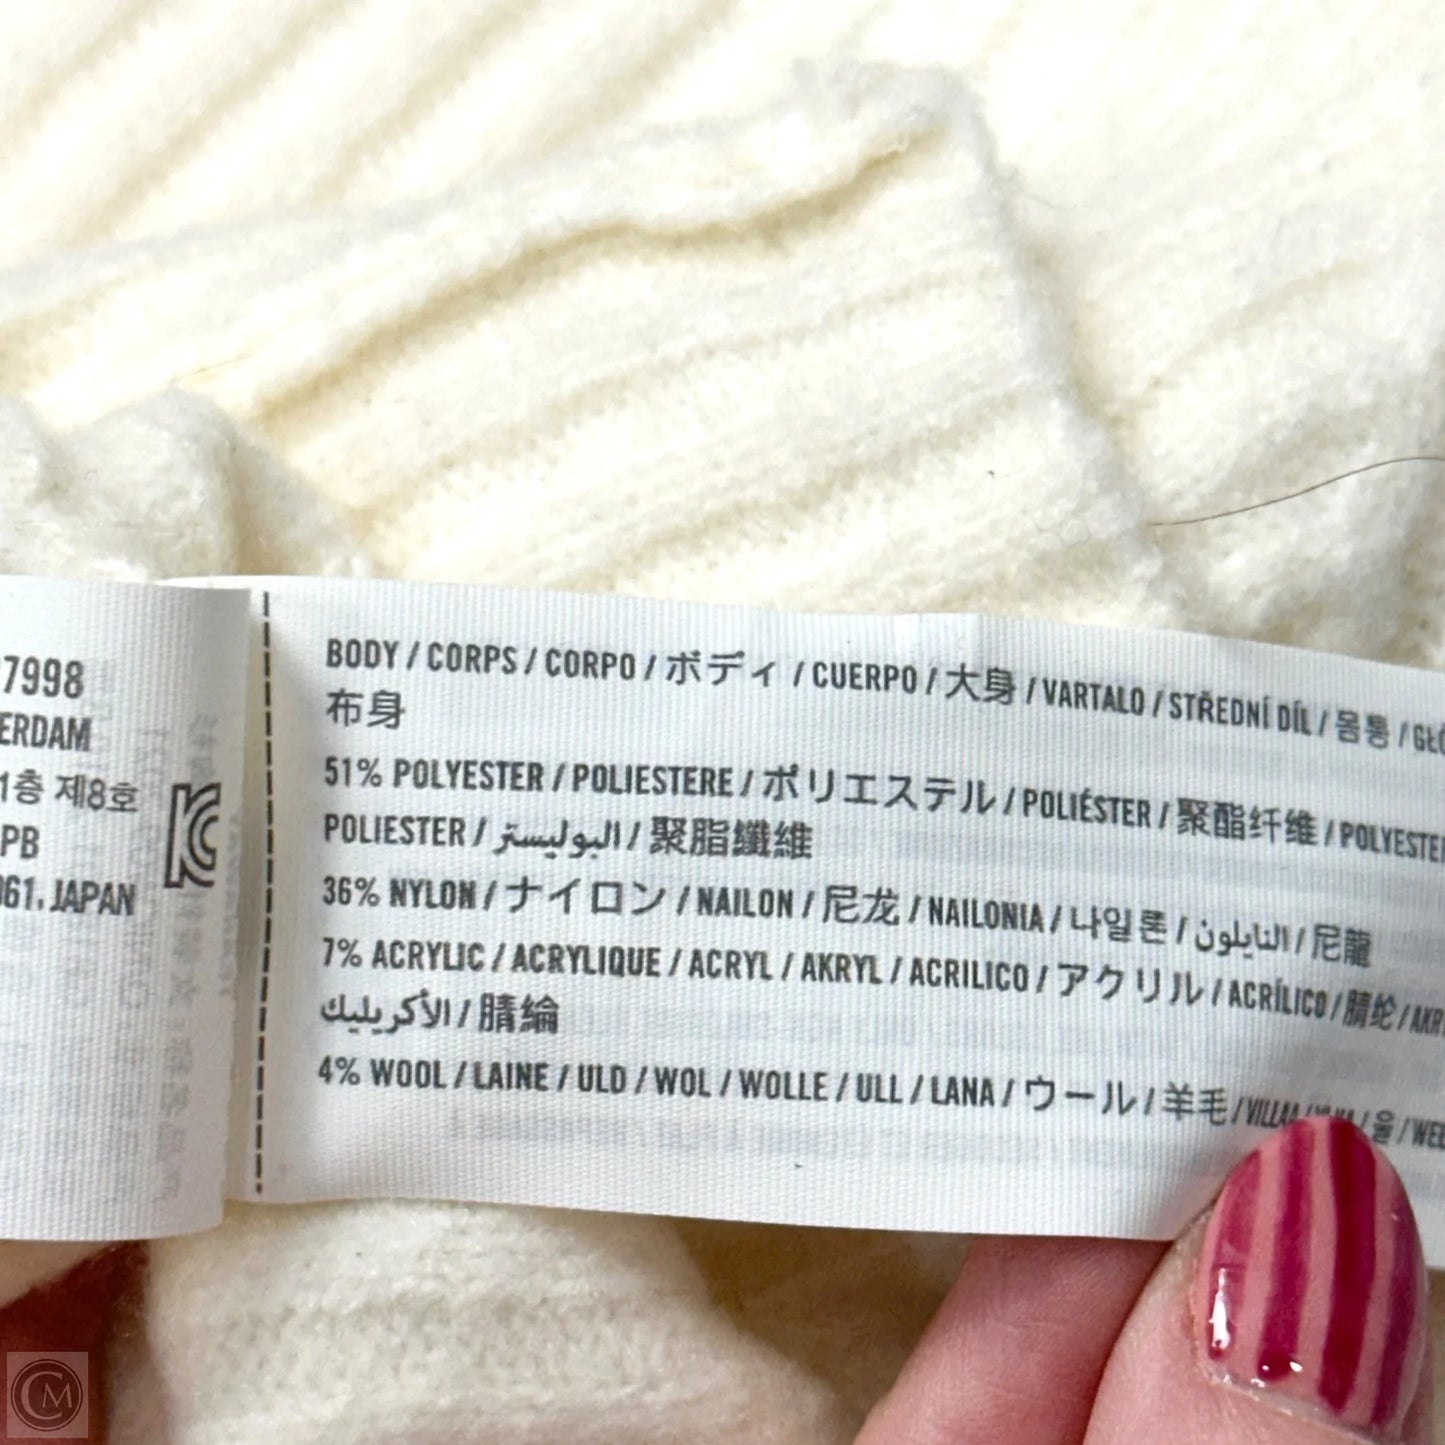 7998
ERDAM
1층 제8호
PB
061. JAPAN
BODY / CORPS / CORPO / ボディ / CUERPO / 大身 / VARTALO / STŘEDNÍ DÍL / 몸통 /
布身
51% POLYESTER / POLIESTERE / ポリエステル / POLIÉSTER / 聚酯纤维 / POLYESTER
POLIESTER / البوليستر / 聚脂纖維
36% NYLON / ナイロン / NAILON / 尼龙 / NAILONIA / 나일론 / النايلون / 尼龍
7% ACRYLIC / ACRYLIQUE / ACRYL / AKRYL / ACRILICO / アクリル / ACRÍLICO / 腈纶 / AKR
الأكريليك / 腈綸
4% WOOL / LAINE / ULD / WOL / WOLLE / ULL / LANA / ウール / 羊毛 / VILLAA / / 울 / WEŁ
CM